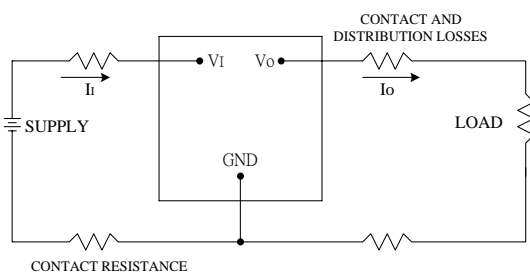 CONTACT AND
DISTRIBUTION LOSSES
VI
VO
II
IO
SUPPLY
LOAD
GND
CONTACT RESISTANCE